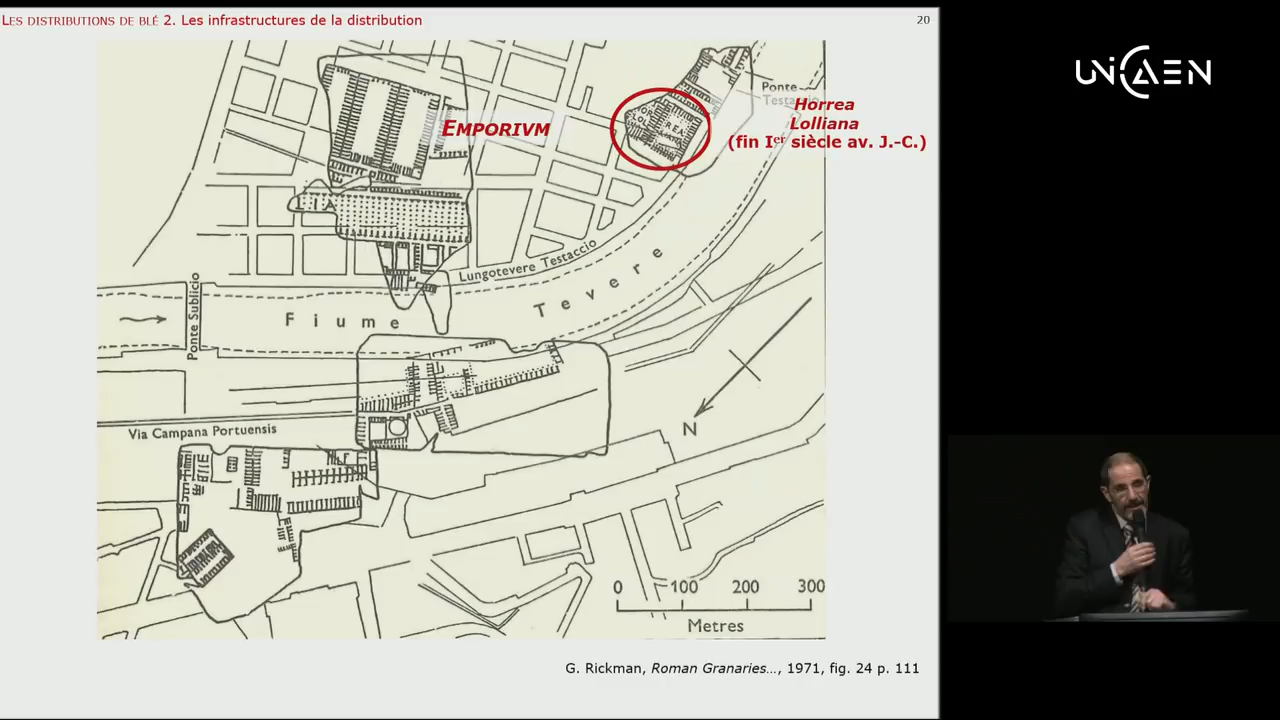 LES DISTRIBUTIONS DE BLÉ 2. Les infrastructures de la distribution
20
UNICAEN
Ponte
Testaccio
Horrea
Lolliana
(fin Ier siècle av. J.-C.)
EMPORIVM
LIA
Lungotevere Testaccio
Ponte Sublicio
Fiume
Tevere
Via Campana Portuensis
N
0 100 200 300
Metres
G. Rickman, Roman Granaries…, 1971, fig. 24 p. 111